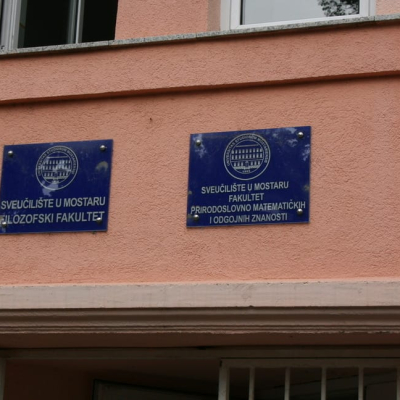 SVEUČILIŠTE U MOSTARU
FILOZOFSKI FAKULTET
SVEUČILIŠTE U MOSTARU
FAKULTET
PRIRODOSLOVNO MATEMATIČKIH
I ODGOJNIH ZNANOSTI